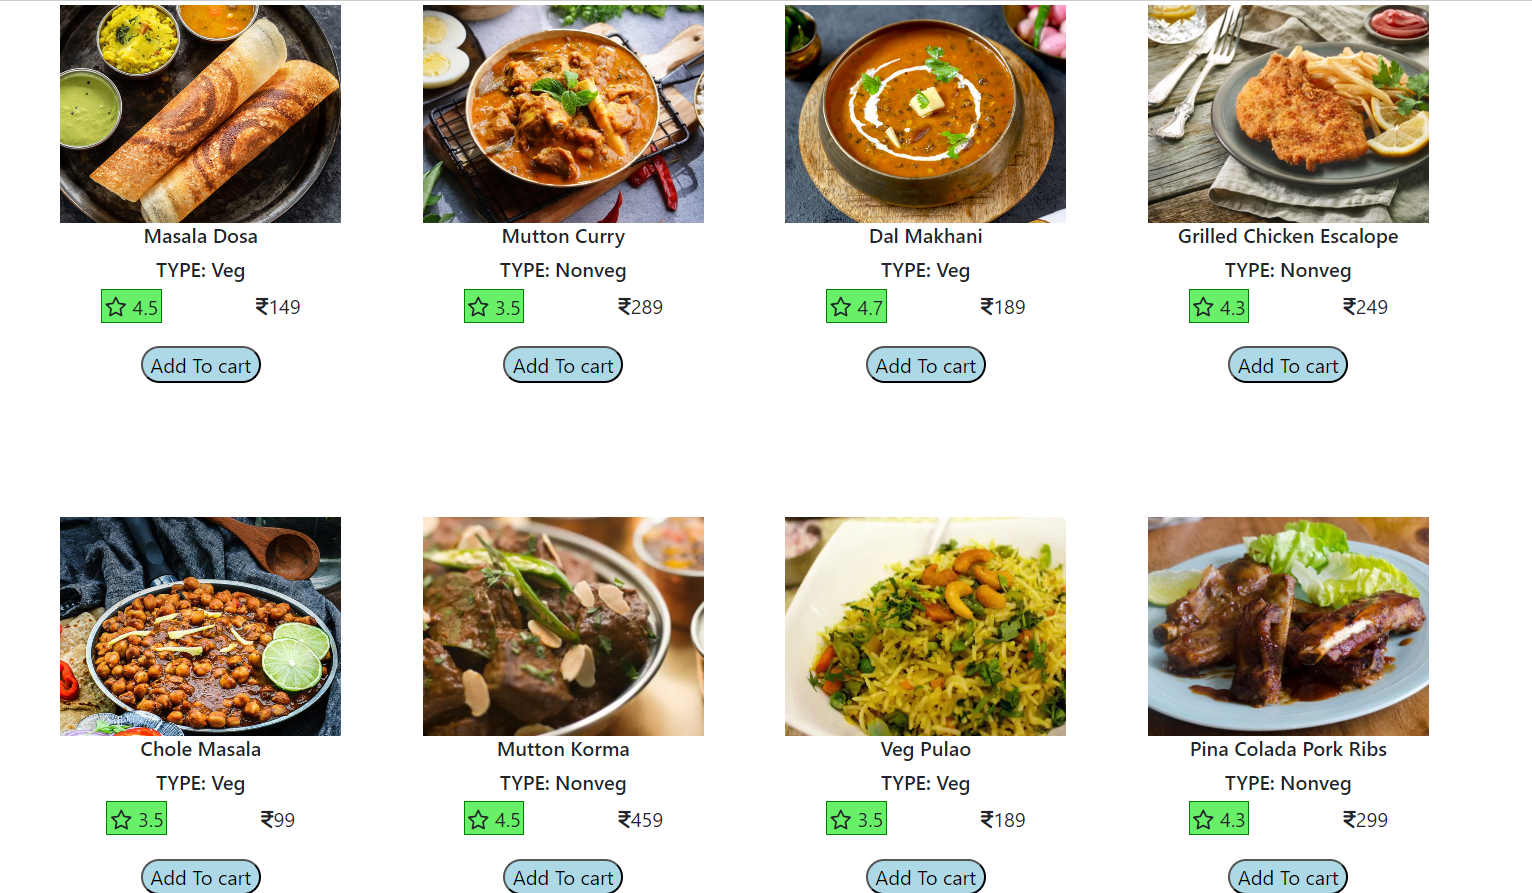 Masala Dosa Mutton Curry Dal Makhani Grilled Chicken Escalope
TYPE: Veg TYPE: Nonveg TYPE: Veg TYPE: Nonveg
4.5 ₹149 3.5 ₹289 4.7 ₹189 4.3 ₹249
Add To cart Add To cart Add To cart Add To cart
Chole Masala Mutton Korma Veg Pulao Pina Colada Pork Ribs
TYPE: Veg TYPE: Nonveg TYPE: Veg TYPE: Nonveg
3.5 ₹99 4.5 ₹459 3.5 ₹189 4.3 ₹299
Add To cart Add To cart Add To cart Add To cart